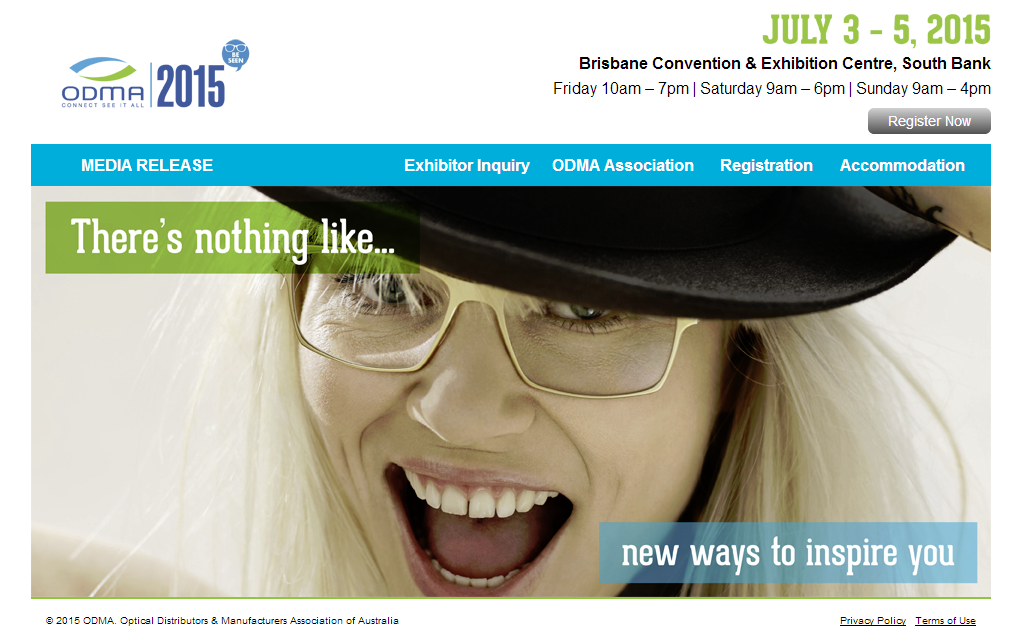 ODMA
CONNECT SEE IT ALL
2015
BE
SEEN
JULY 3 - 5, 2015
Brisbane Convention & Exhibition Centre, South Bank
Friday 10am – 7pm | Saturday 9am – 6pm | Sunday 9am – 4pm
Register Now
MEDIA RELEASE Exhibitor Inquiry ODMA Association Registration Accommodation
There's nothing like...
new ways to inspire you
© 2015 ODMA. Optical Distributors & Manufacturers Association of Australia Privacy Policy Terms of Use